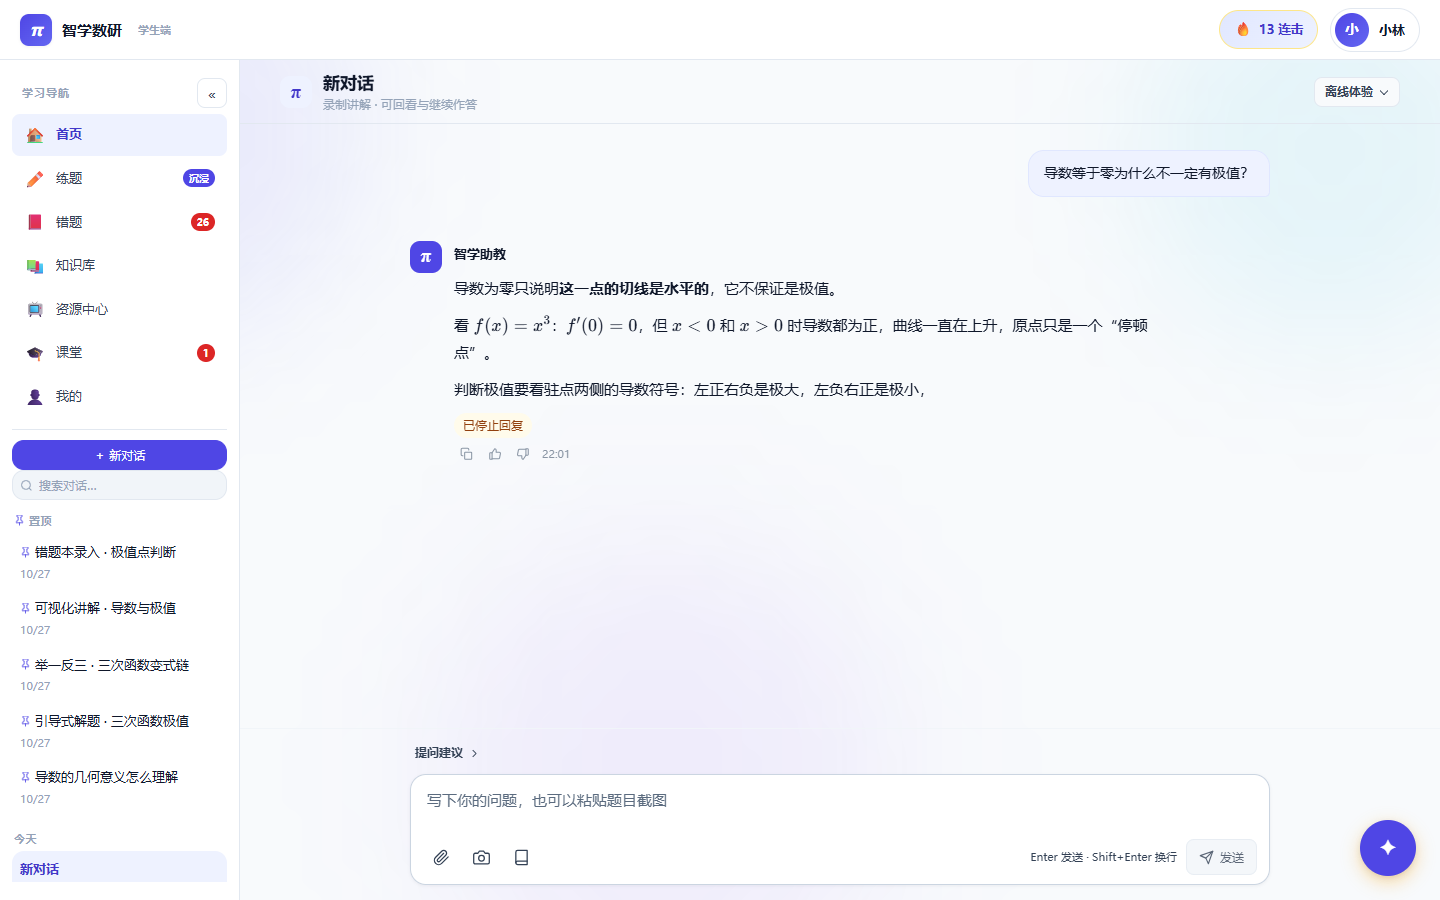 π 智学数研 学生端
🔥 13 连击
小 小林
学习导航 «
首页
练题 沉浸
错题 26
知识库
资源中心
课堂 1
我的
+ 新对话
搜索对话...
置顶
错题本录入 · 极值点判断
10/27
可视化讲解 · 导数与极值
10/27
举一反三 · 三次函数变式链
10/27
引导式解题 · 三次函数极值
10/27
导数的几何意义怎么理解
10/27
今天
新对话
π 新对话
录制讲解 · 可回看与继续作答
离线体验
导数等于零为什么不一定有极值？
π 智学助教
导数为零只说明这一点的切线是水平的，它不保证是极值。
看 f(x) = x³：f′(0) = 0，但 x < 0 和 x > 0 时导数都为正，曲线一直在上升，原点只是一个“停顿
点”。
判断极值要看驻点两侧的导数符号：左正右负是极大，左负右正是极小，
已停止回复
22:01
提问建议
写下你的问题，也可以粘贴题目截图
Enter 发送 · Shift+Enter 换行
发送